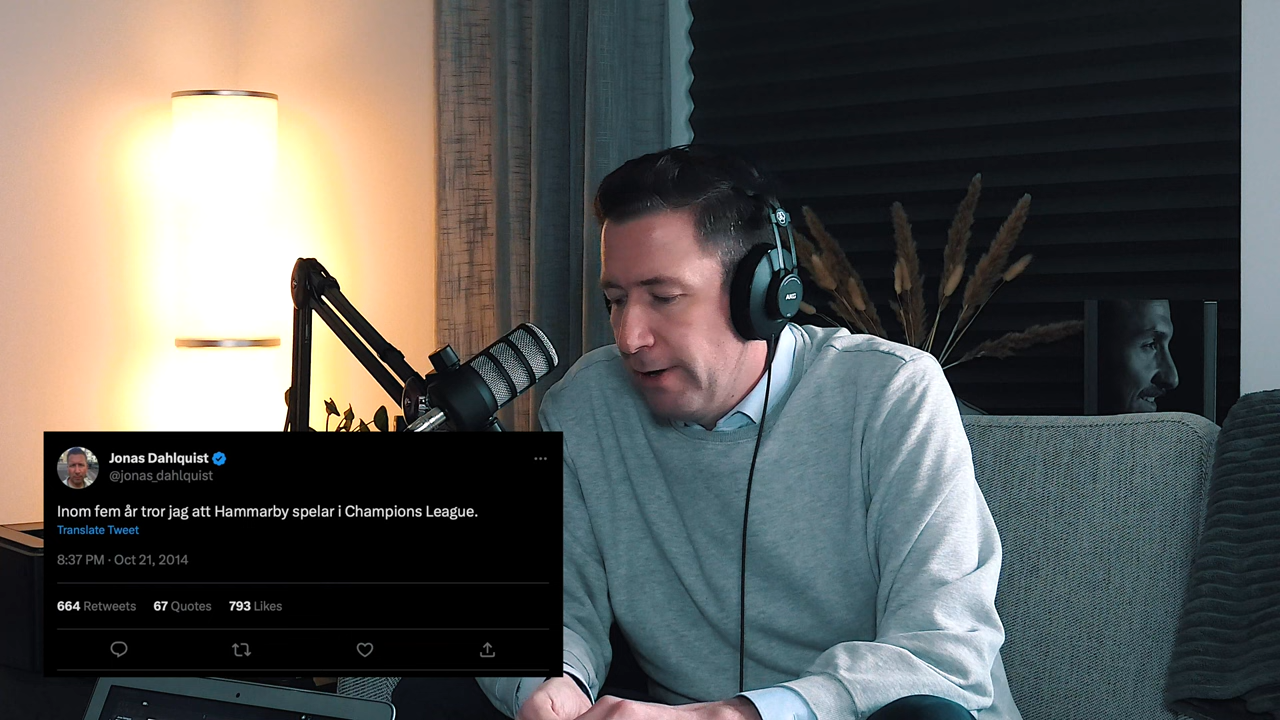 Jonas Dahlquist
@jonas_dahlquist
Inom fem år tror jag att Hammarby spelar i Champions League.
Translate Tweet
8:37 PM · Oct 21, 2014
664 Retweets 67 Quotes 793 Likes
AKG